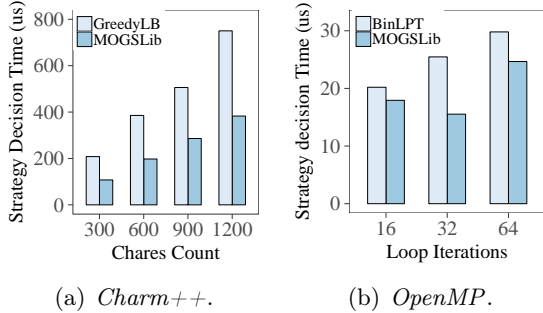 Strategy Decision Time (us)
800
600
400
200
0
GreedyLB
MOGSLib
300 600 900 1200
Chares Count
(a) Charm++.
Strategy decision Time (us)
30
20
10
0
BinLPT
MOGSLib
16 32 64
Loop Iterations
(b) OpenMP.